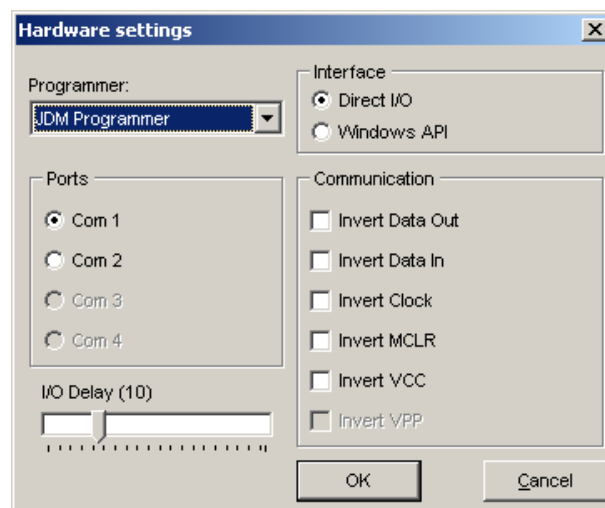 Hardware settings
Programmer:
JDM Programmer
Interface
Direct I/O
Windows API
Ports
Com 1
Com 2
Com 3
Com 4
I/O Delay (10)
Communication
Invert Data Out
Invert Data In
Invert Clock
Invert MCLR
Invert VCC
Invert VPP
OK
Cancel